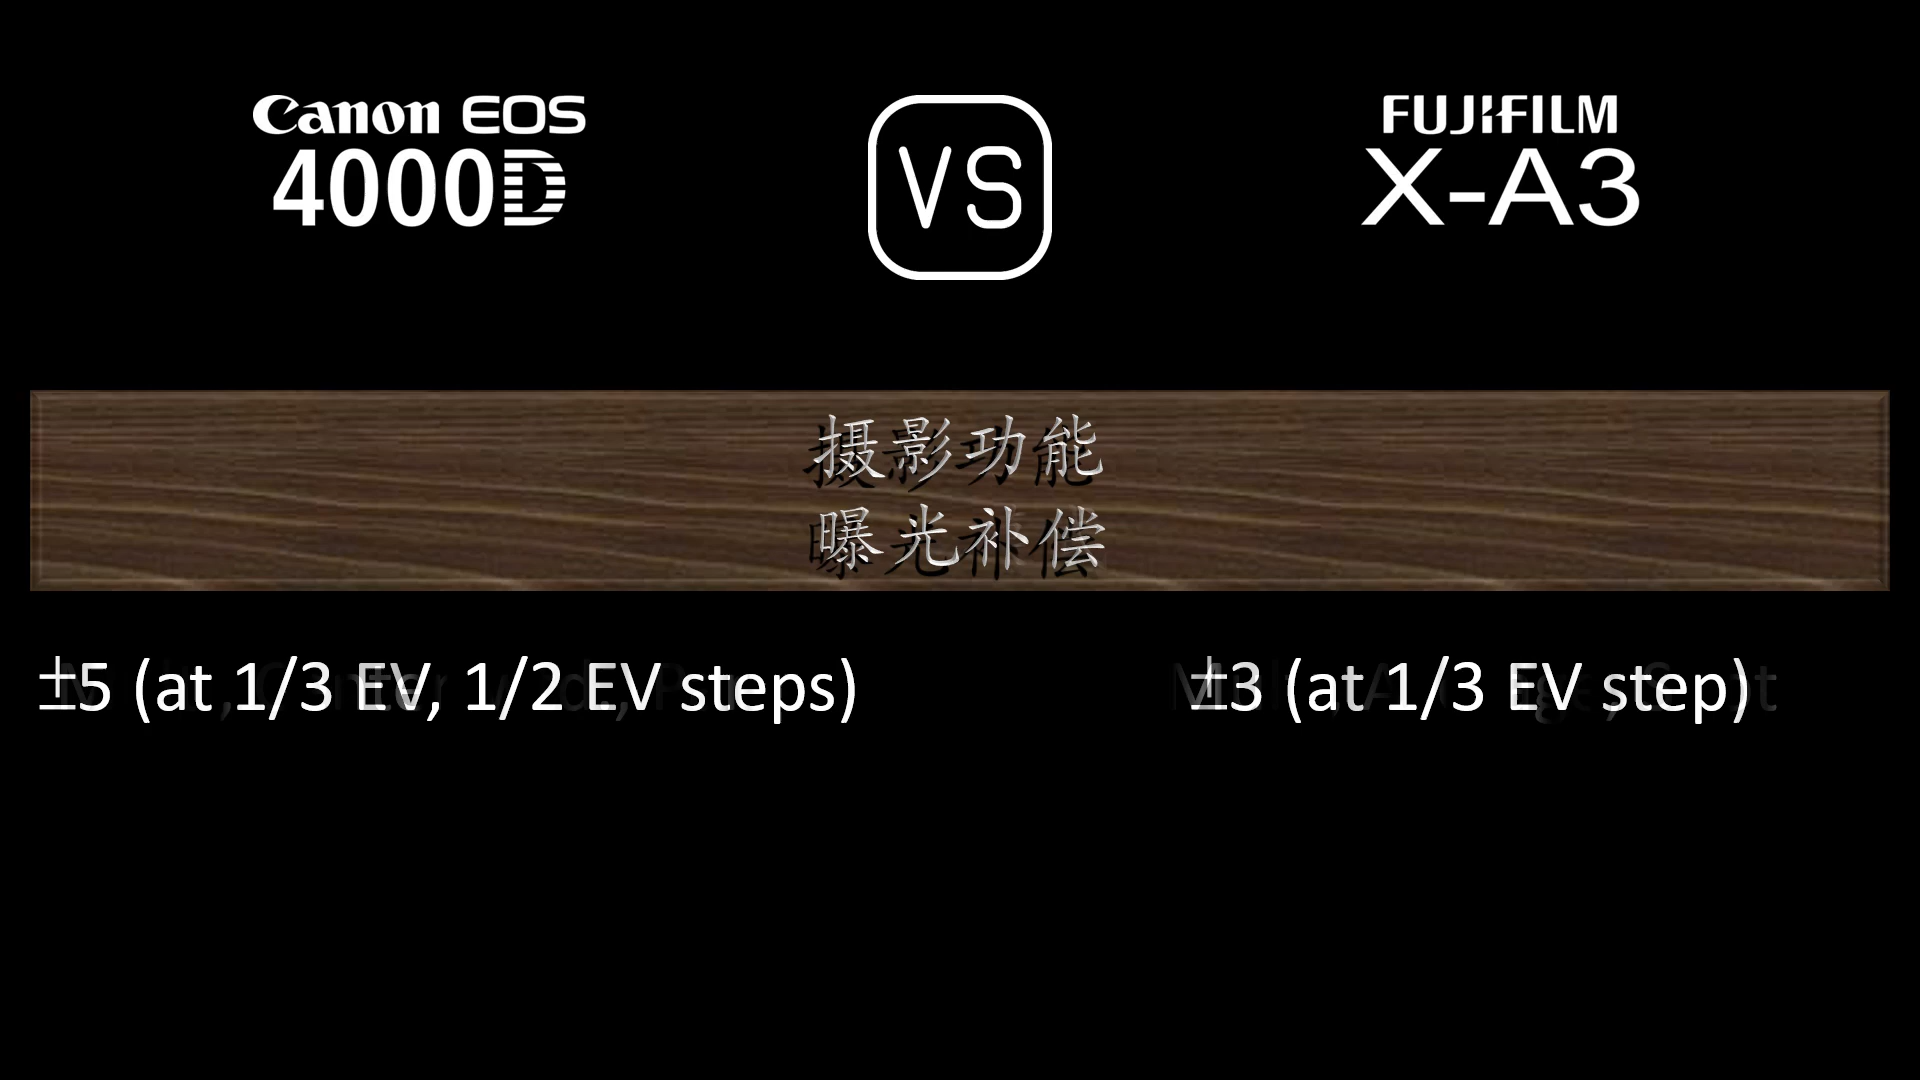 Canon EOS
4000D
VS
FUJIFILM
X-A3
摄影功能
曝光补偿
±5 (at 1/3 EV, 1/2 EV steps)
±3 (at 1/3 EV step)